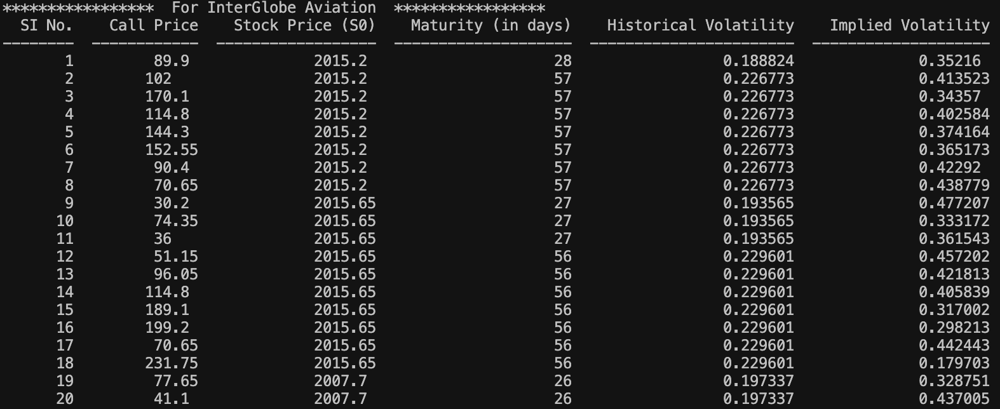 *****************  For InterGlobe Aviation  *****************
  SI No.    Call Price    Stock Price (S0)    Maturity (in days)    Historical Volatility    Implied Volatility
--------  ------------  ------------------  --------------------  -----------------------  --------------------
       1         89.9              2015.2                     28                 0.188824              0.35216
       2        102                2015.2                     57                 0.226773              0.413523
       3        170.1              2015.2                     57                 0.226773              0.34357
       4        114.8              2015.2                     57                 0.226773              0.402584
       5        144.3              2015.2                     57                 0.226773              0.374164
       6        152.55             2015.2                     57                 0.226773              0.365173
       7         90.4              2015.2                     57                 0.226773              0.42292
       8         70.65             2015.2                     57                 0.226773              0.438779
       9         30.2              2015.65                    27                 0.193565              0.477207
      10         74.35             2015.65                    27                 0.193565              0.333172
      11         36                2015.65                    27                 0.193565              0.361543
      12         51.15             2015.65                    56                 0.229601              0.457202
      13         96.05             2015.65                    56                 0.229601              0.421813
      14        114.8              2015.65                    56                 0.229601              0.405839
      15        189.1              2015.65                    56                 0.229601              0.317002
      16        199.2              2015.65                    56                 0.229601              0.298213
      17         70.65             2015.65                    56                 0.229601              0.442443
      18        231.75             2015.65                    56                 0.229601              0.179703
      19         77.65             2007.7                     26                 0.197337              0.328751
      20         41.1              2007.7                     26                 0.197337              0.437005